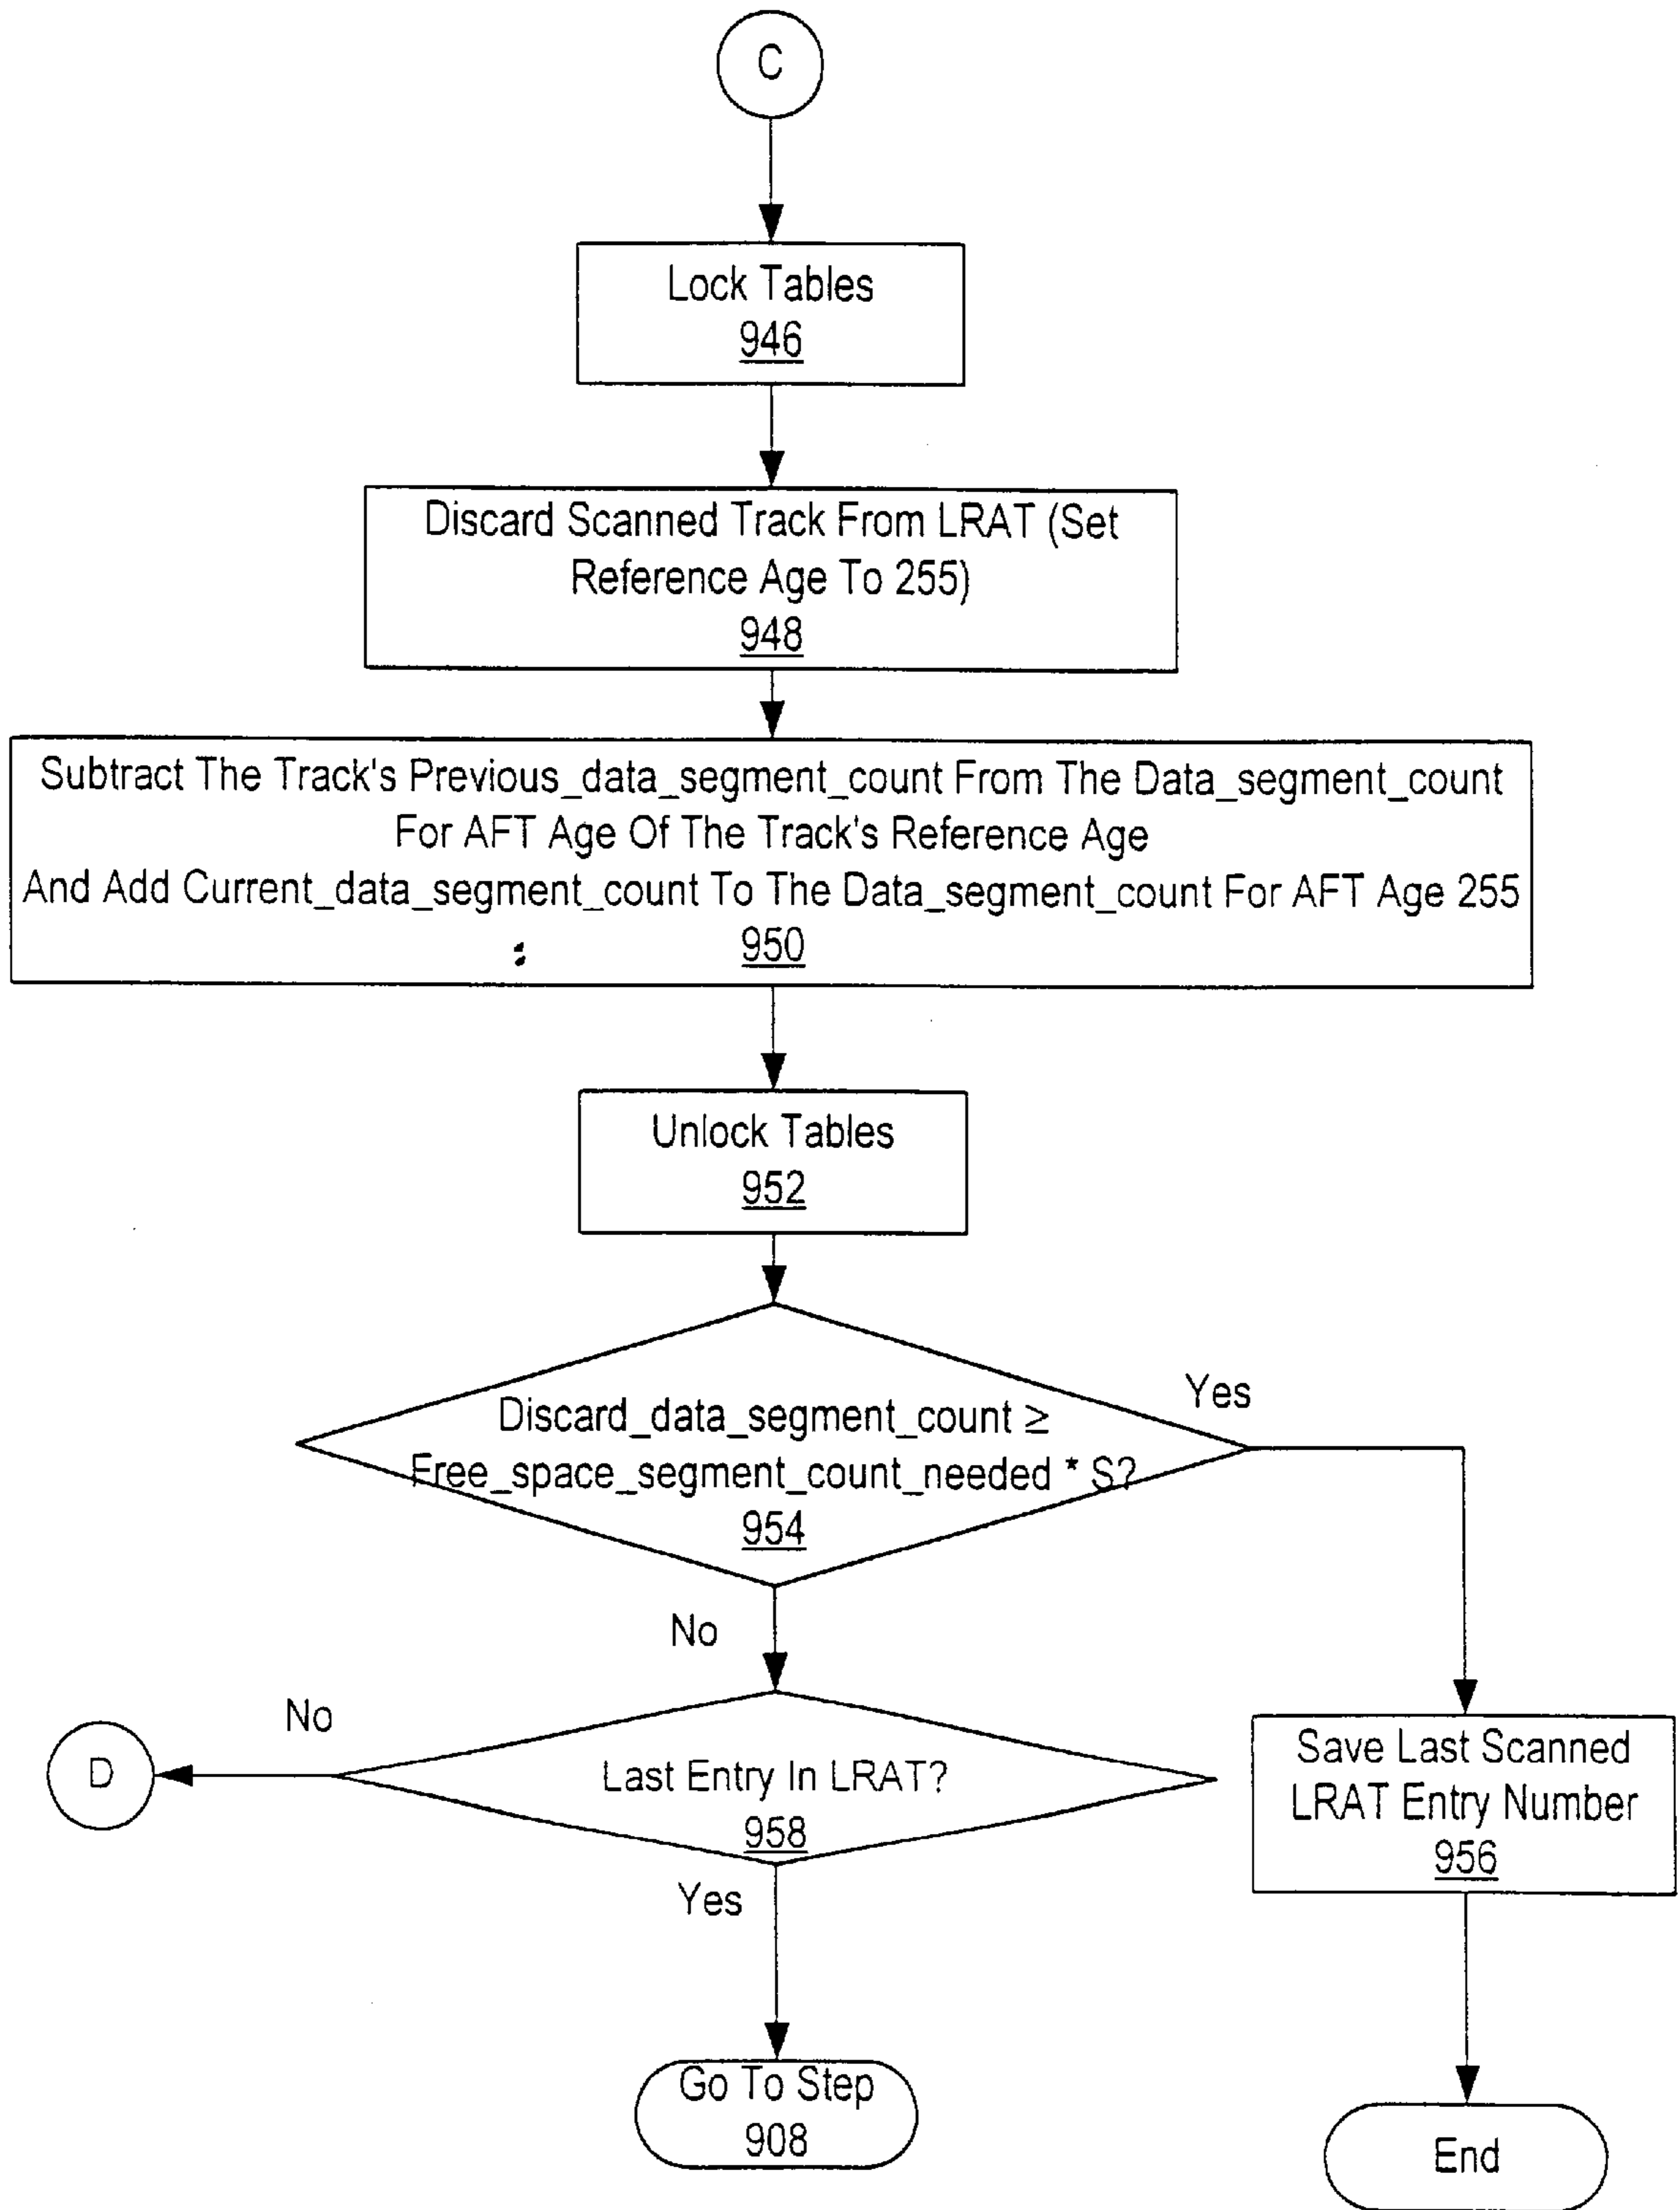 C
Lock Tables
946
Discard Scanned Track From LRAT (Set
Reference Age To 255)
948
Subtract The Track's Previous_data_segment_count From The Data_segment_count
For AFT Age Of The Track's Reference Age
And Add Current_data_segment_count To The Data_segment_count For AFT Age 255
950
Unlock Tables
952
Discard_data_segment_count ≥
Free_space_segment_count_needed * S?
954
Yes
No
Last Entry In LRAT?
958
No
D
Yes
Save Last Scanned
LRAT Entry Number
956
Go To Step
908
End